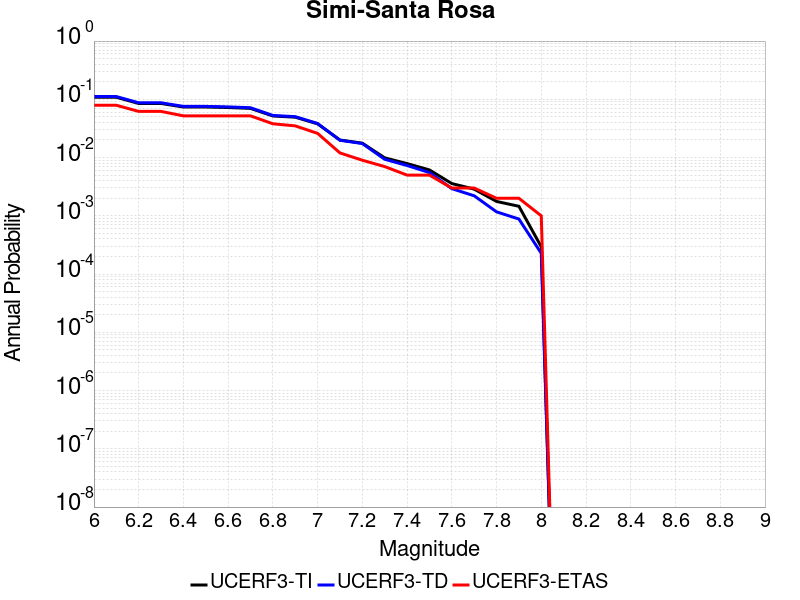 Simi-Santa Rosa
10^0
10^-1
10^-2
10^-3
10^-4
10^-5
10^-6
10^-7
10^-8
Annual Probability
6 6.2 6.4 6.6 6.8 7 7.2 7.4 7.6 7.8 8 8.2 8.4 8.6 8.8 9
Magnitude
UCERF3-TI UCERF3-TD UCERF3-ETAS